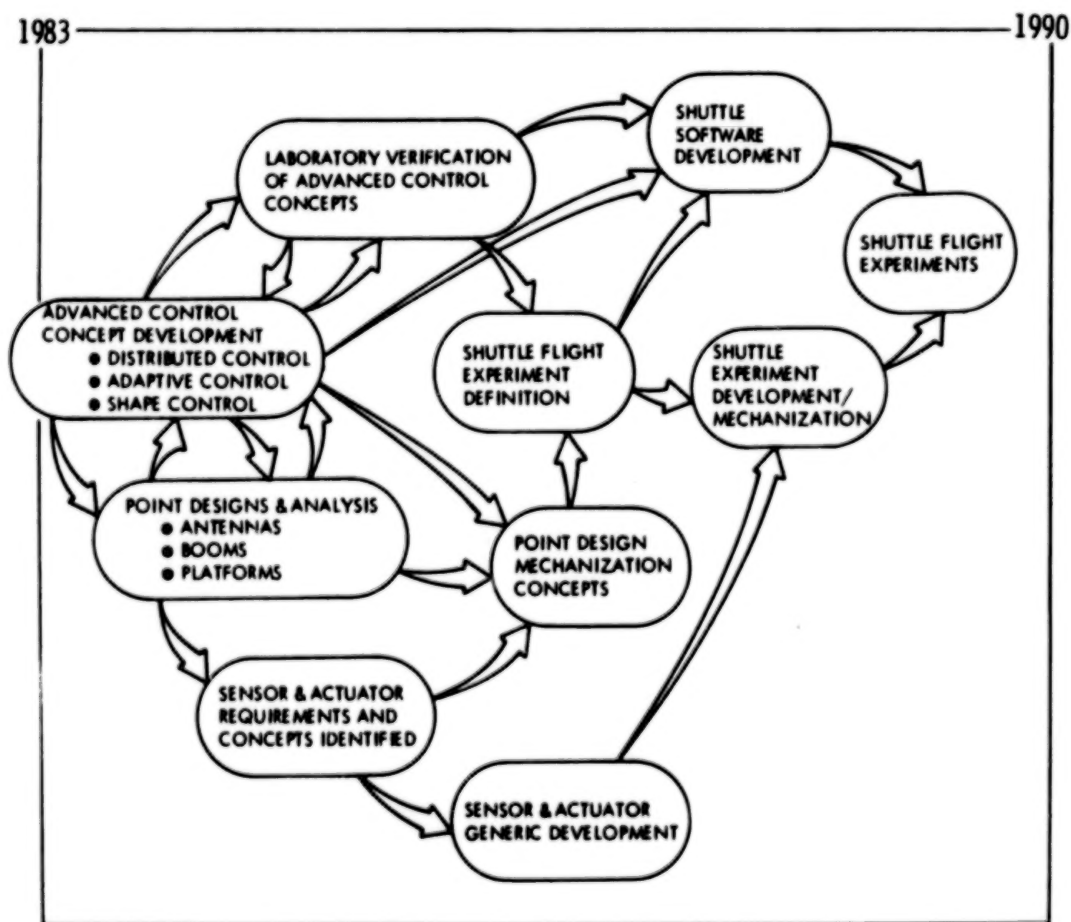 1983
1990
SHUTTLE
SOFTWARE
DEVELOPMENT
LABORATORY VERIFICATION
OF ADVANCED CONTROL
CONCEPTS
SHUTTLE FLIGHT
EXPERIMENTS
ADVANCED CONTROL
CONCEPT DEVELOPMENT
● DISTRIBUTED CONTROL
● ADAPTIVE CONTROL
● SHAPE CONTROL
SHUTTLE FLIGHT
EXPERIMENT
DEFINITION
SHUTTLE
EXPERIMENT
DEVELOPMENT/
MECHANIZATION
POINT DESIGNS & ANALYSIS
● ANTENNAS
● BOOMS
● PLATFORMS
POINT DESIGN
MECHANIZATION
CONCEPTS
SENSOR & ACTUATOR
REQUIREMENTS AND
CONCEPTS IDENTIFIED
SENSOR & ACTUATOR
GENERIC DEVELOPMENT